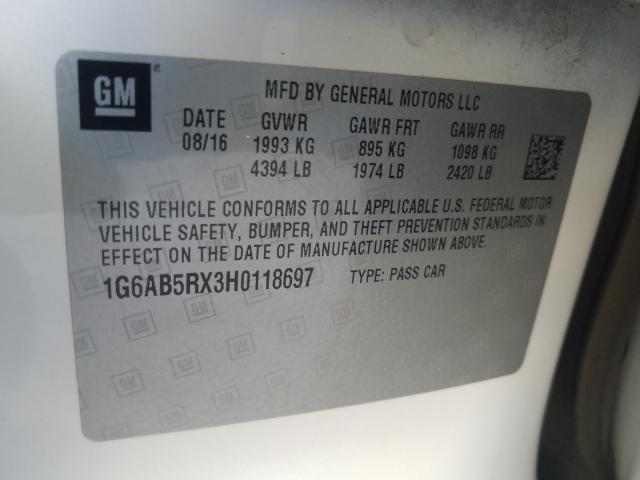 GM
MFD BY GENERAL MOTORS LLC
DATE GVWR GAWR FRT GAWR RR
08/16 1993 KG 895 KG 1098 KG
4394 LB 1974 LB 2420 LB
THIS VEHICLE CONFORMS TO ALL APPLICABLE U.S. FEDERAL MOTOR
VEHICLE SAFETY, BUMPER, AND THEFT PREVENTION STANDARDS IN
EFFECT ON THE DATE OF MANUFACTURE SHOWN ABOVE.
1G6AB5RX3H0118697 TYPE: PASS CAR